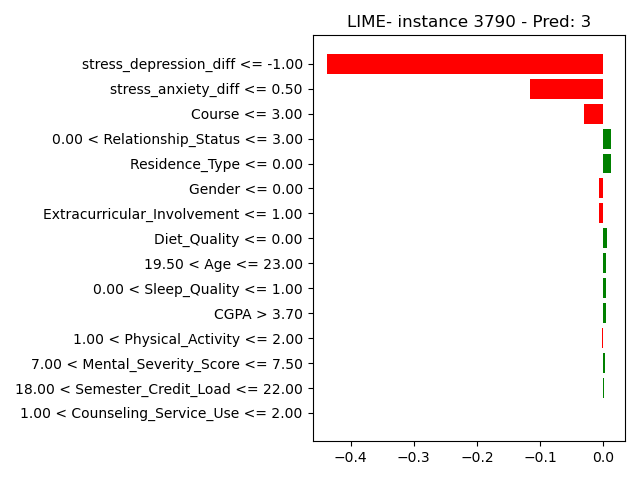 LIME- instance 3790 - Pred: 3
stress_depression_diff <= -1.00
stress_anxiety_diff <= 0.50
Course <= 3.00
0.00 < Relationship_Status <= 3.00
Residence_Type <= 0.00
Gender <= 0.00
Extracurricular_Involvement <= 1.00
Diet_Quality <= 0.00
19.50 < Age <= 23.00
0.00 < Sleep_Quality <= 1.00
CGPA > 3.70
1.00 < Physical_Activity <= 2.00
7.00 < Mental_Severity_Score <= 7.50
18.00 < Semester_Credit_Load <= 22.00
1.00 < Counseling_Service_Use <= 2.00
−0.4 −0.3 −0.2 −0.1 0.0